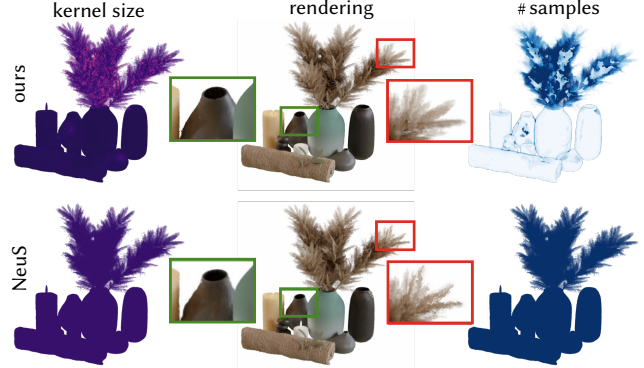 kernel size
rendering
# samples
ours
NeuS